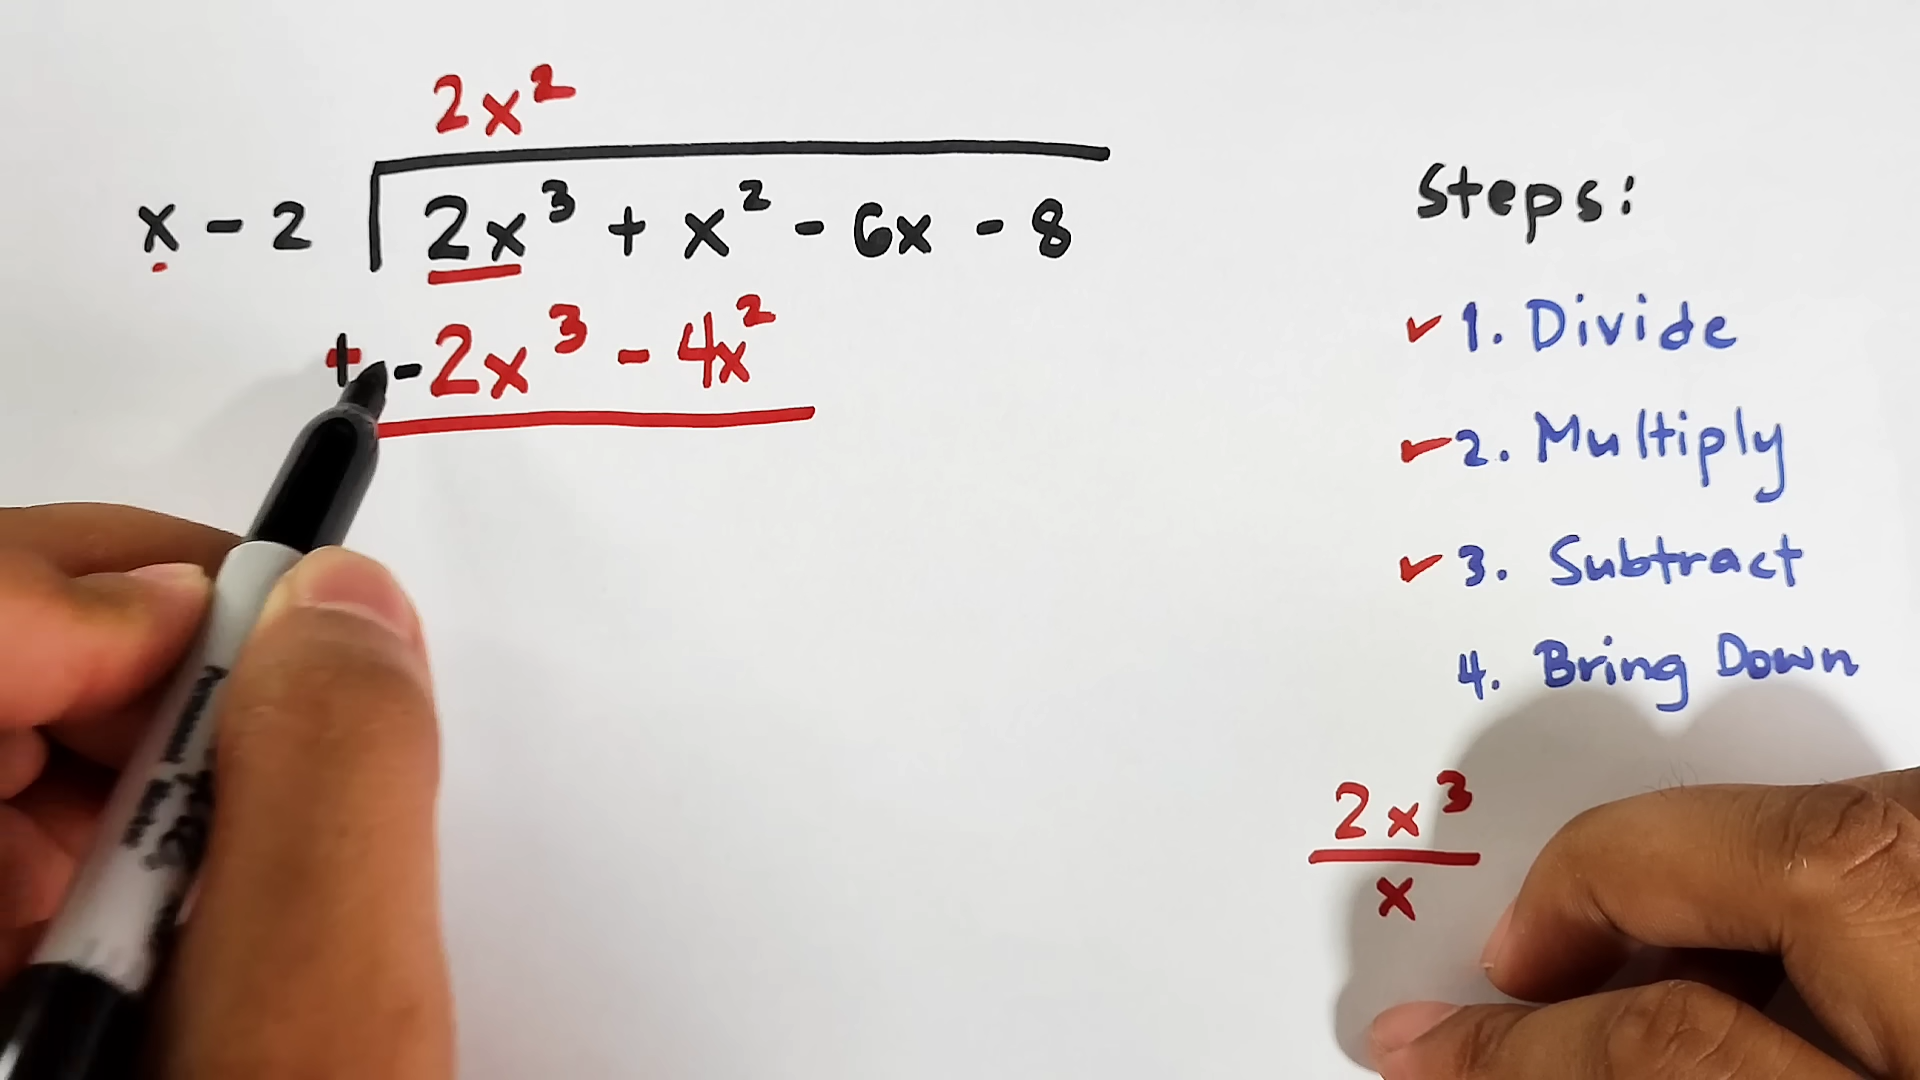 2x²
x - 2 2x³ + x² - 6x - 8
+ - 2x³ - 4x²
Steps:
1. Divide
2. Multiply
3. Subtract
4. Bring Down
2x³
x